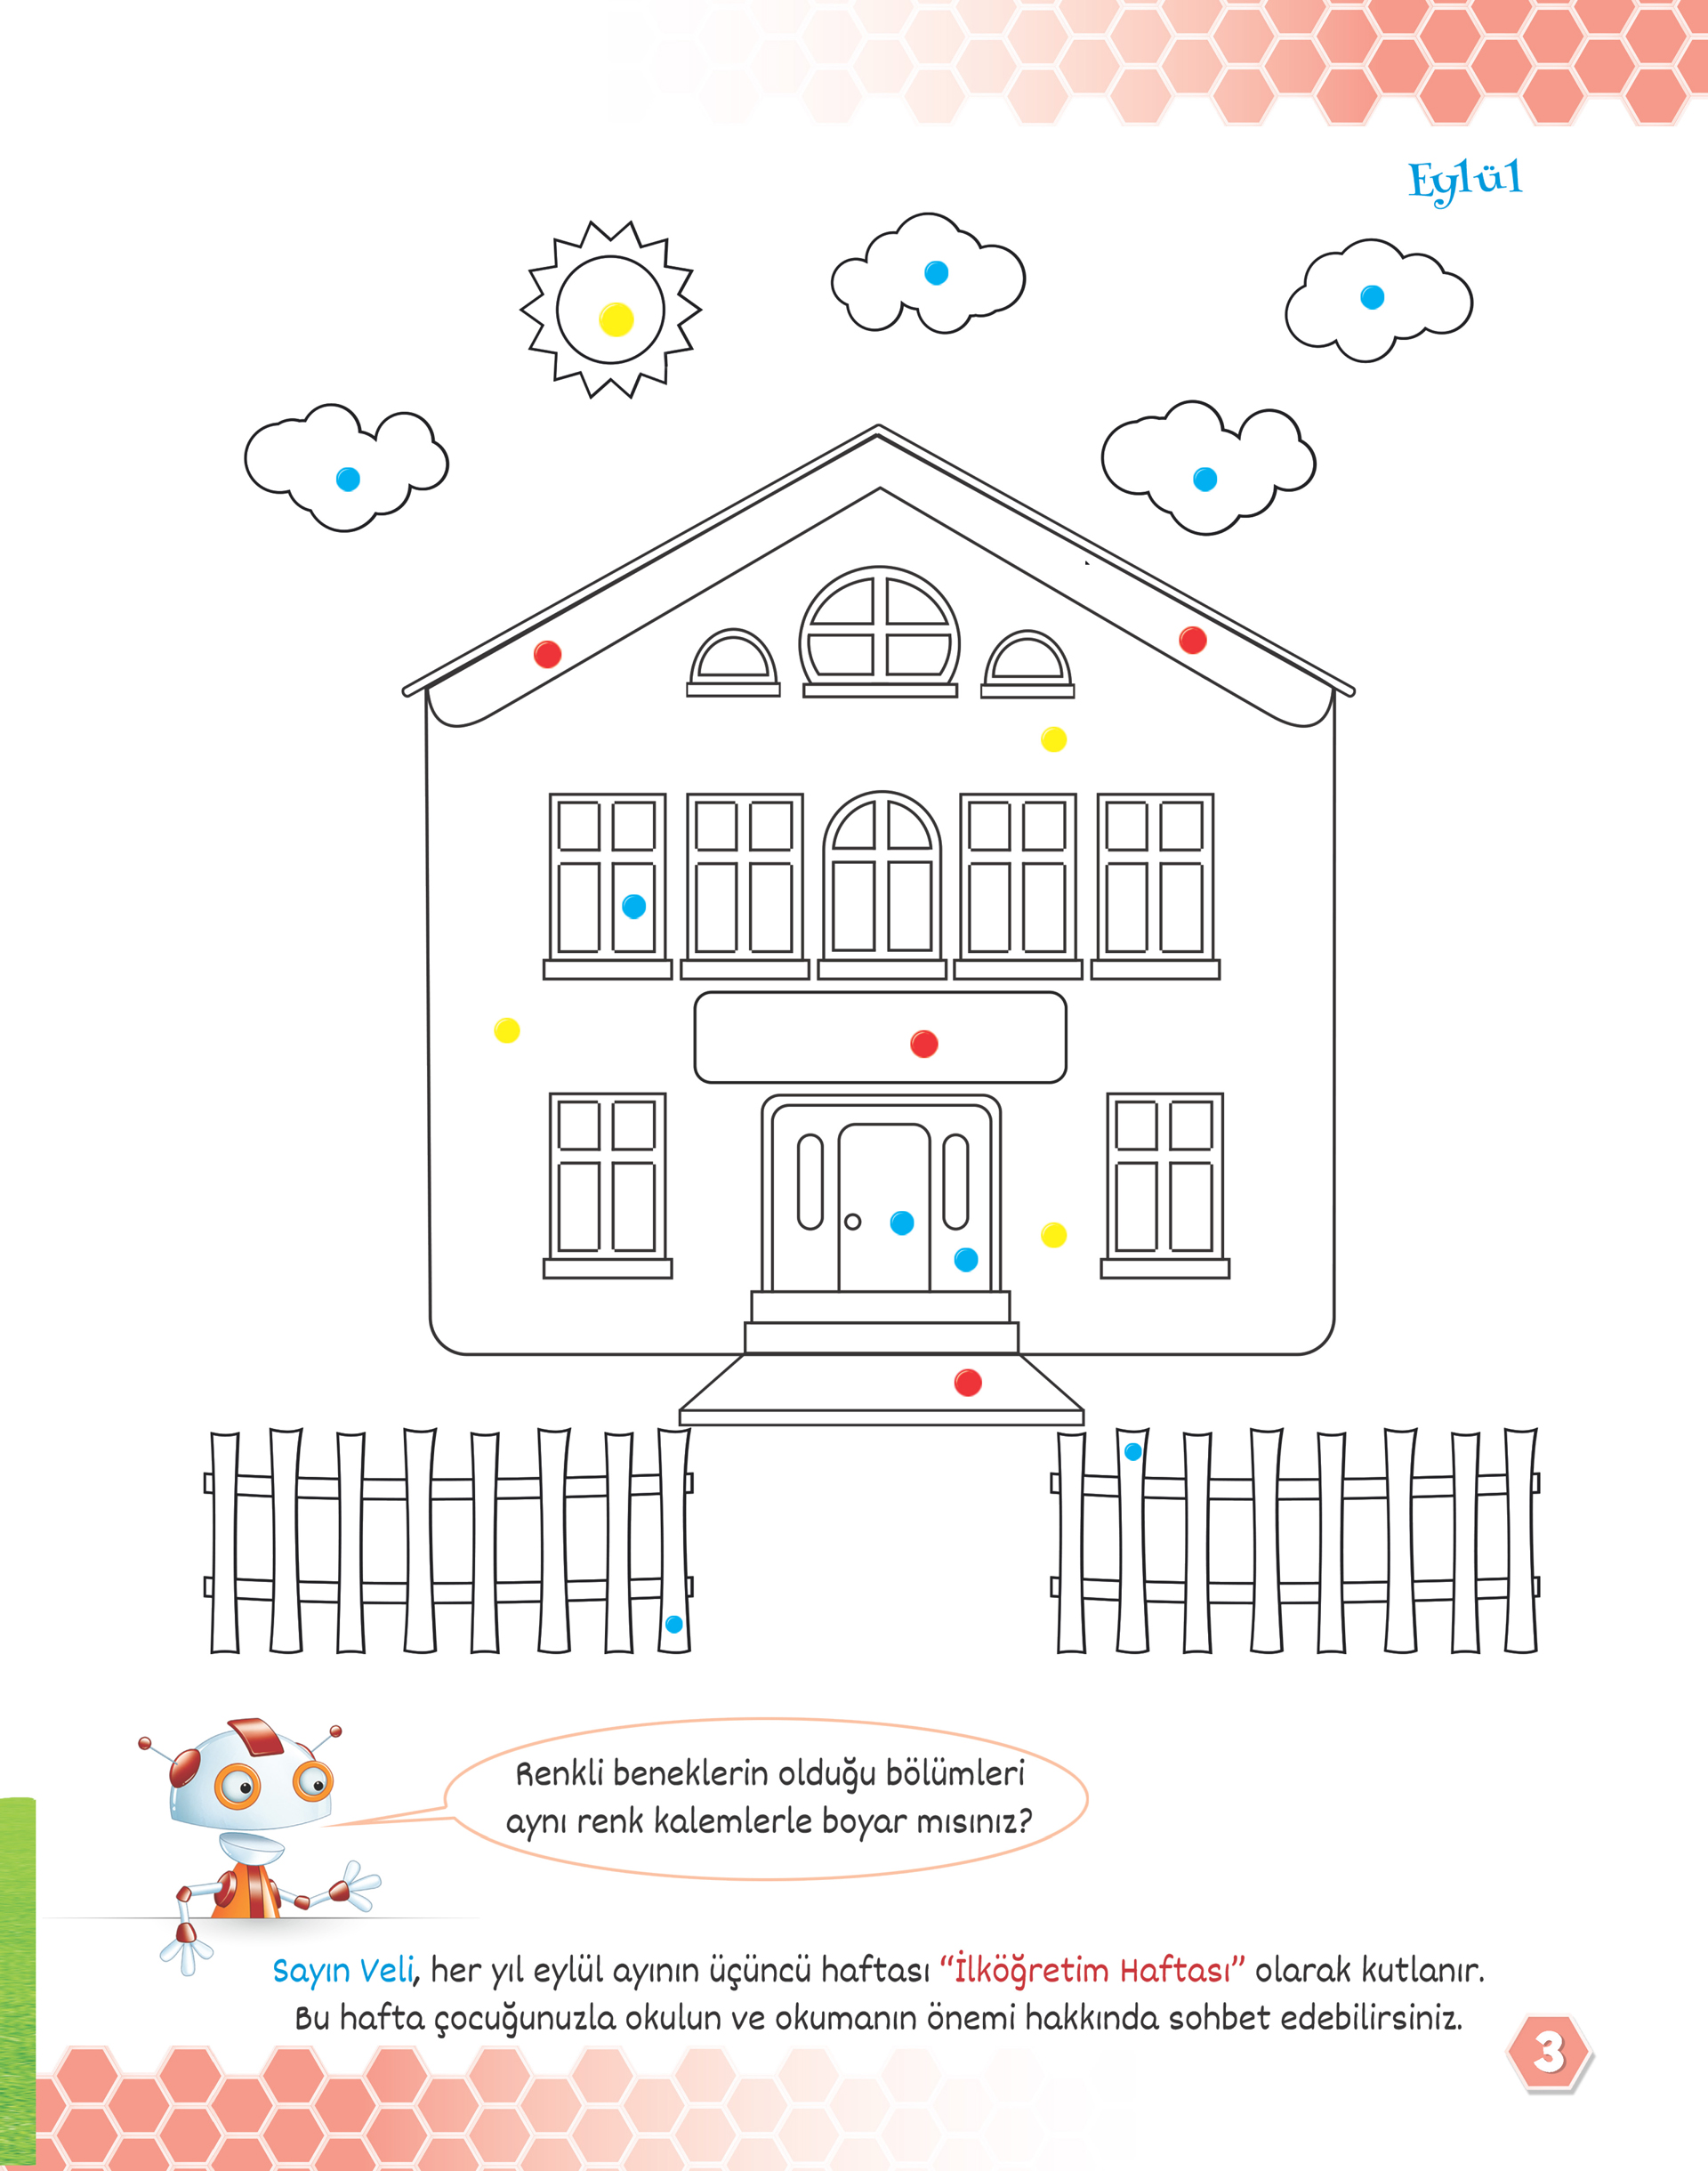 Eylül
Renkli beneklerin olduğu bölümleri
aynı renk kalemlerle boyar mısınız?
Sayın Veli, her yıl eylül ayının üçüncü haftası “İlköğretim Haftası” olarak kutlanır.
Bu hafta çocuğunuzla okulun ve okumanın önemi hakkında sohbet edebilirsiniz.
3